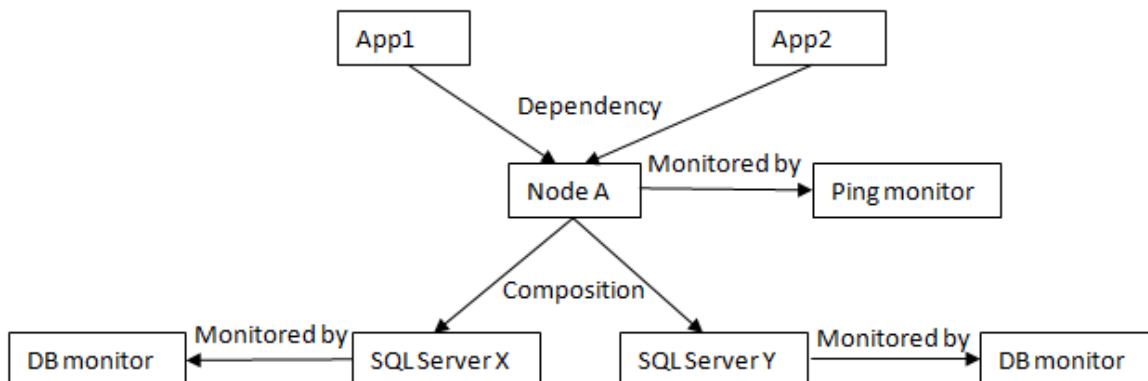 App1
App2
Dependency
Node A
Monitored by
Ping monitor
Composition
DB monitor
Monitored by
SQL Server X
SQL Server Y
Monitored by
DB monitor